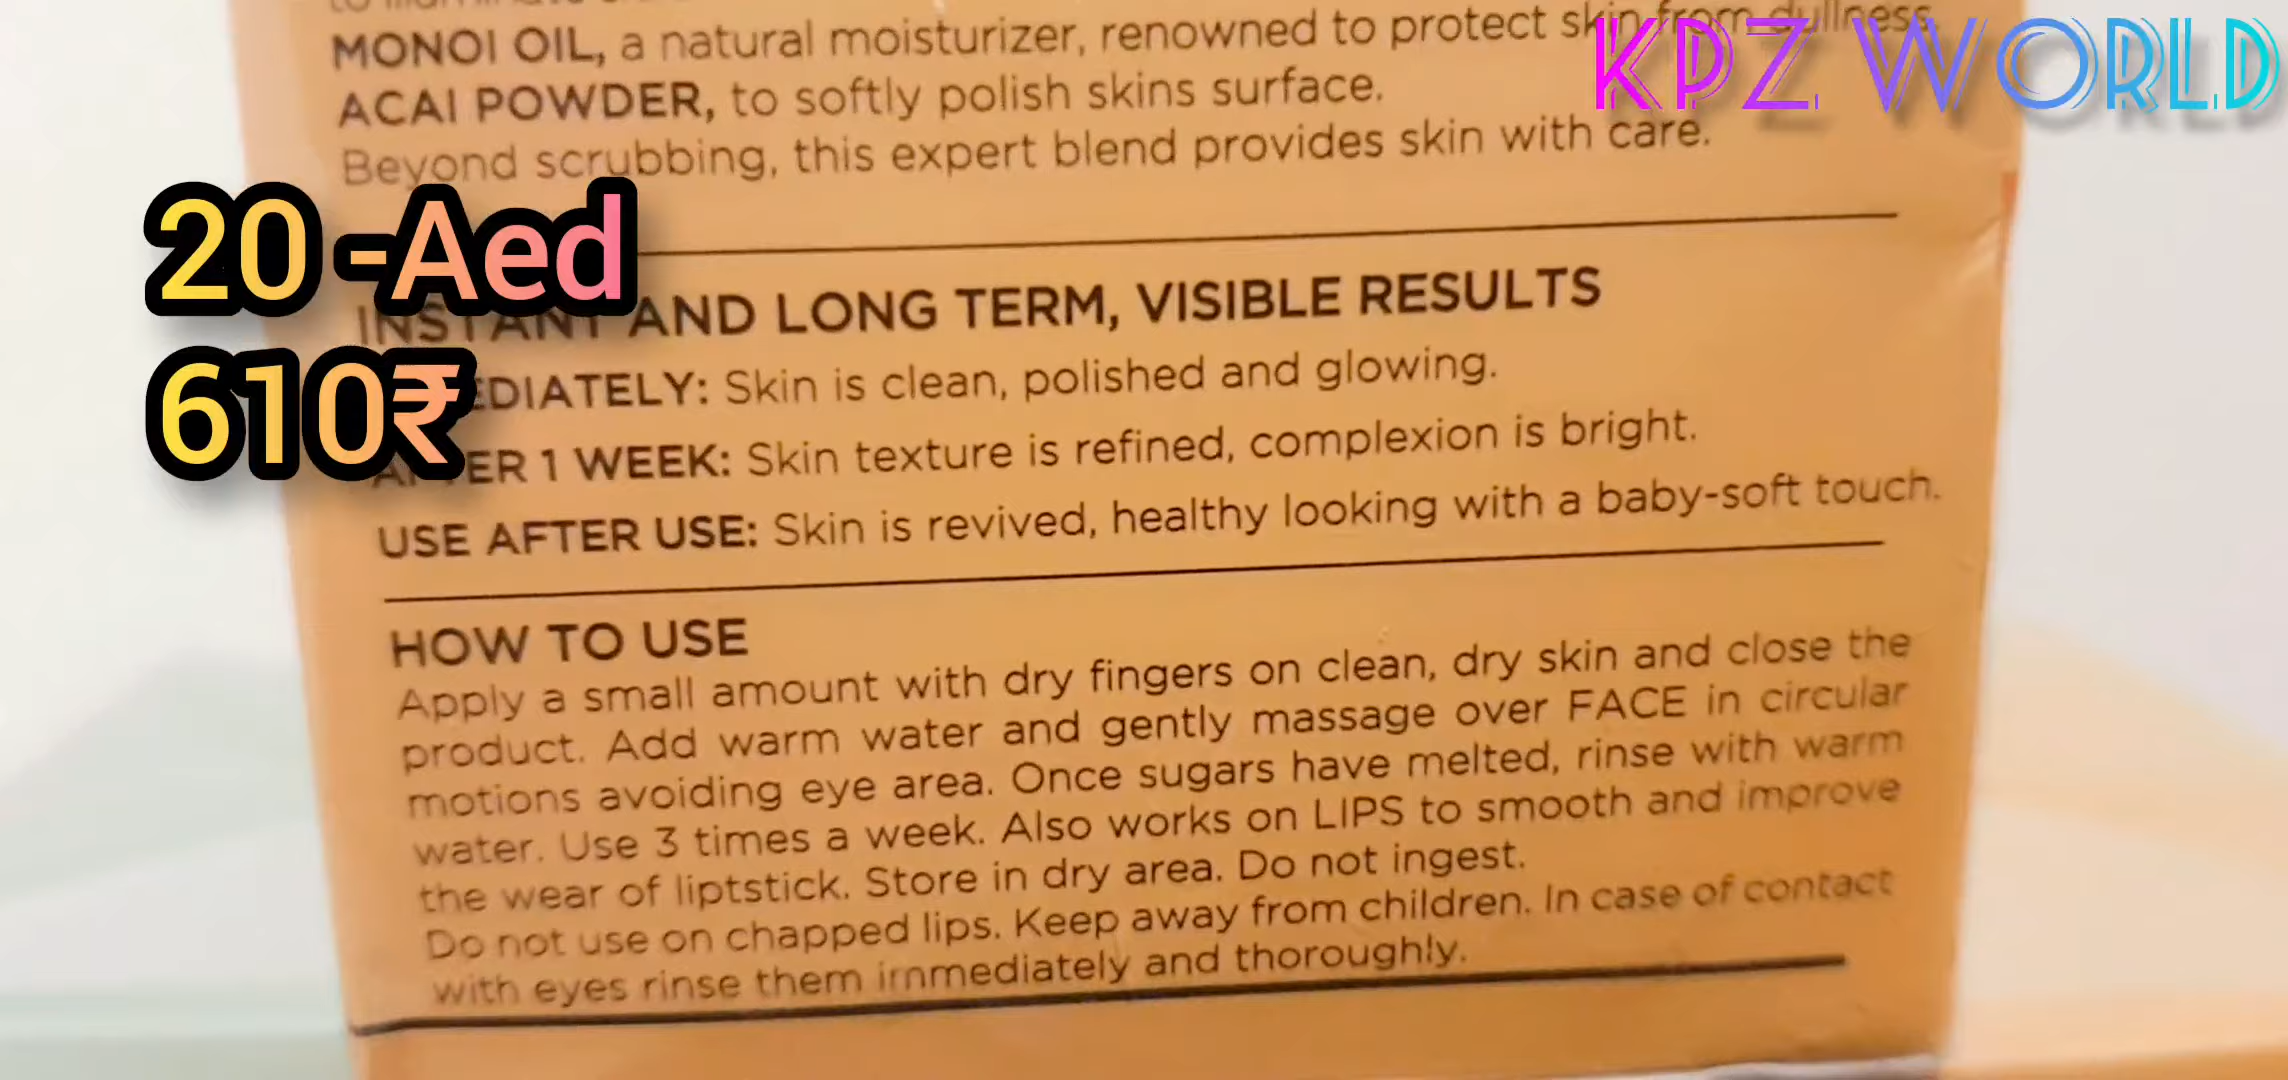 MONOI OIL, a natural moisturizer, renowned to protect skin from dullness
KPZ WORLD
ACAI POWDER, to softly polish skins surface.
Beyond scrubbing, this expert blend provides skin with care.
20 -Aed
INSTANT AND LONG TERM, VISIBLE RESULTS
610₹
EDIATELY: Skin is clean, polished and glowing.
AFTER 1 WEEK: Skin texture is refined, complexion is bright.
USE AFTER USE: Skin is revived, healthy looking with a baby-soft touch.
HOW TO USE
Apply a small amount with dry fingers on clean, dry skin and close the
product. Add warm water and gently massage over FACE in circular
motions avoiding eye area. Once sugars have melted, rinse with warm
water. Use 3 times a week. Also works on LIPS to smooth and improve
the wear of liptstick. Store in dry area. Do not ingest.
Do not use on chapped lips. Keep away from children. In case of contact
with eyes rinse them immediately and thoroughly.